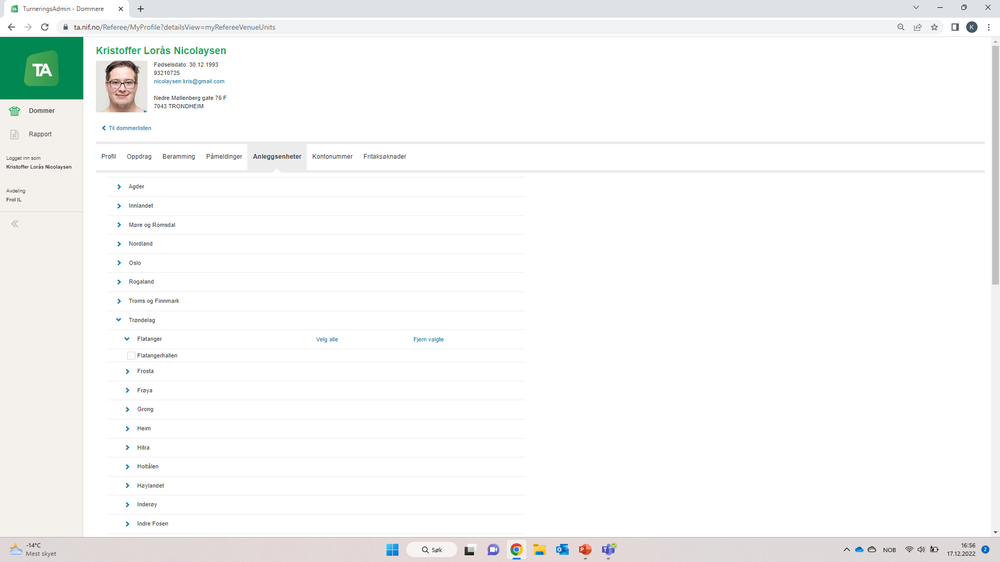 TurneringsAdmin - Dommere
ta.nif.no/Referee/MyProfile?detailsView=myRefereeVenueUnits
K
TA
Dommer
Rapport
Logget inn som
Kristoffer Lorås Nicolaysen
Avdeling
Frol IL
Kristoffer Lorås Nicolaysen
Fødselsdato: 30.12.1993
93210725
nicolaysen.kris@gmail.com
Nedre Møllenberg gate 76 F
7043 TRONDHEIM
Til dommerlisten
Profil Oppdrag Beramming Påmeldinger Anleggsenheter Kontonummer Fritaksøknader
Agder
Innlandet
Møre og Romsdal
Nordland
Oslo
Rogaland
Troms og Finnmark
Trøndelag
Flatanger Velg alle Fjern valgte
Flatangerhallen
Frosta
Frøya
Grong
Heim
Hitra
Holtålen
Høylandet
Inderøy
Indre Fosen
-14°C
Mest skyet
Søk
NOB
16:56
17.12.2022
2